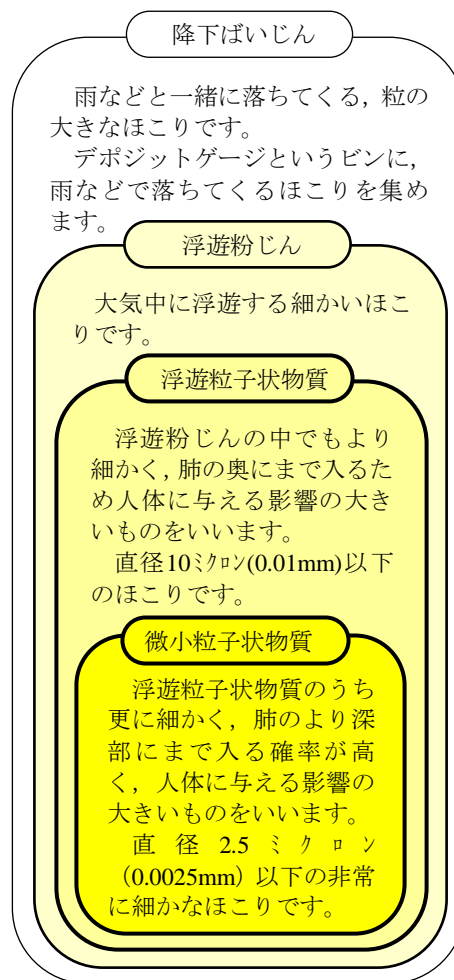 降下ばいじん
雨などと一緒に落ちてくる，粒の
大きなほこりです。
デポジットゲージというビンに，
雨などで落ちてくるほこりを集め
ます。
浮遊粉じん
大気中に浮遊する細かいほこ
りです。
浮遊粒子状物質
浮遊粉じんの中でもより
細かく，肺の奥にまで入るた
め人体に与える影響の大き
いものをいいます。
直径10ﾐｸﾛﾝ(0.01mm)以下
のほこりです。
微小粒子状物質
浮遊粒子状物質のうち
更に細かく，肺のより深
部にまで入る確率が高
く，人体に与える影響の
大きいものをいいます。
直径 2.5 ミクロン
（0.0025mm）以下の非常
に細かなほこりです。